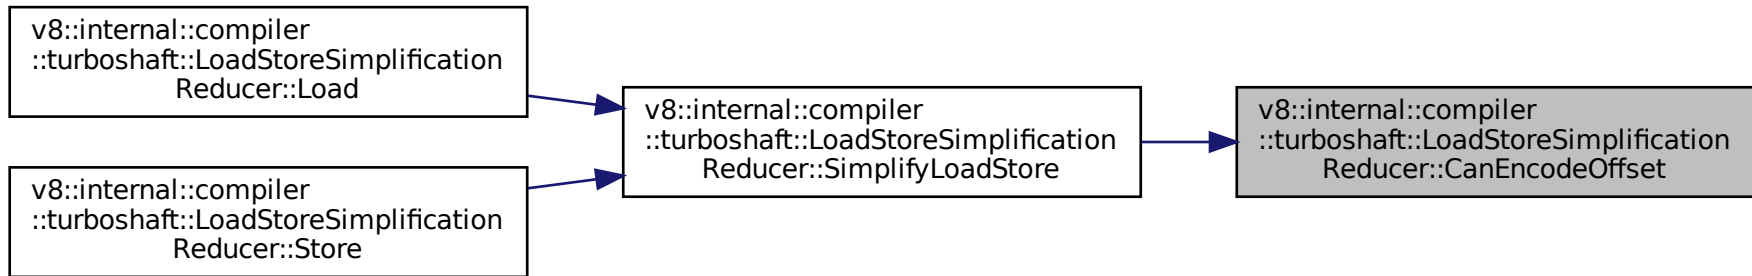 v8::internal::compiler
::turboshaft::LoadStoreSimplification
Reducer::Load
v8::internal::compiler
::turboshaft::LoadStoreSimplification
Reducer::Store
v8::internal::compiler
::turboshaft::LoadStoreSimplification
Reducer::SimplifyLoadStore
v8::internal::compiler
::turboshaft::LoadStoreSimplification
Reducer::CanEncodeOffset